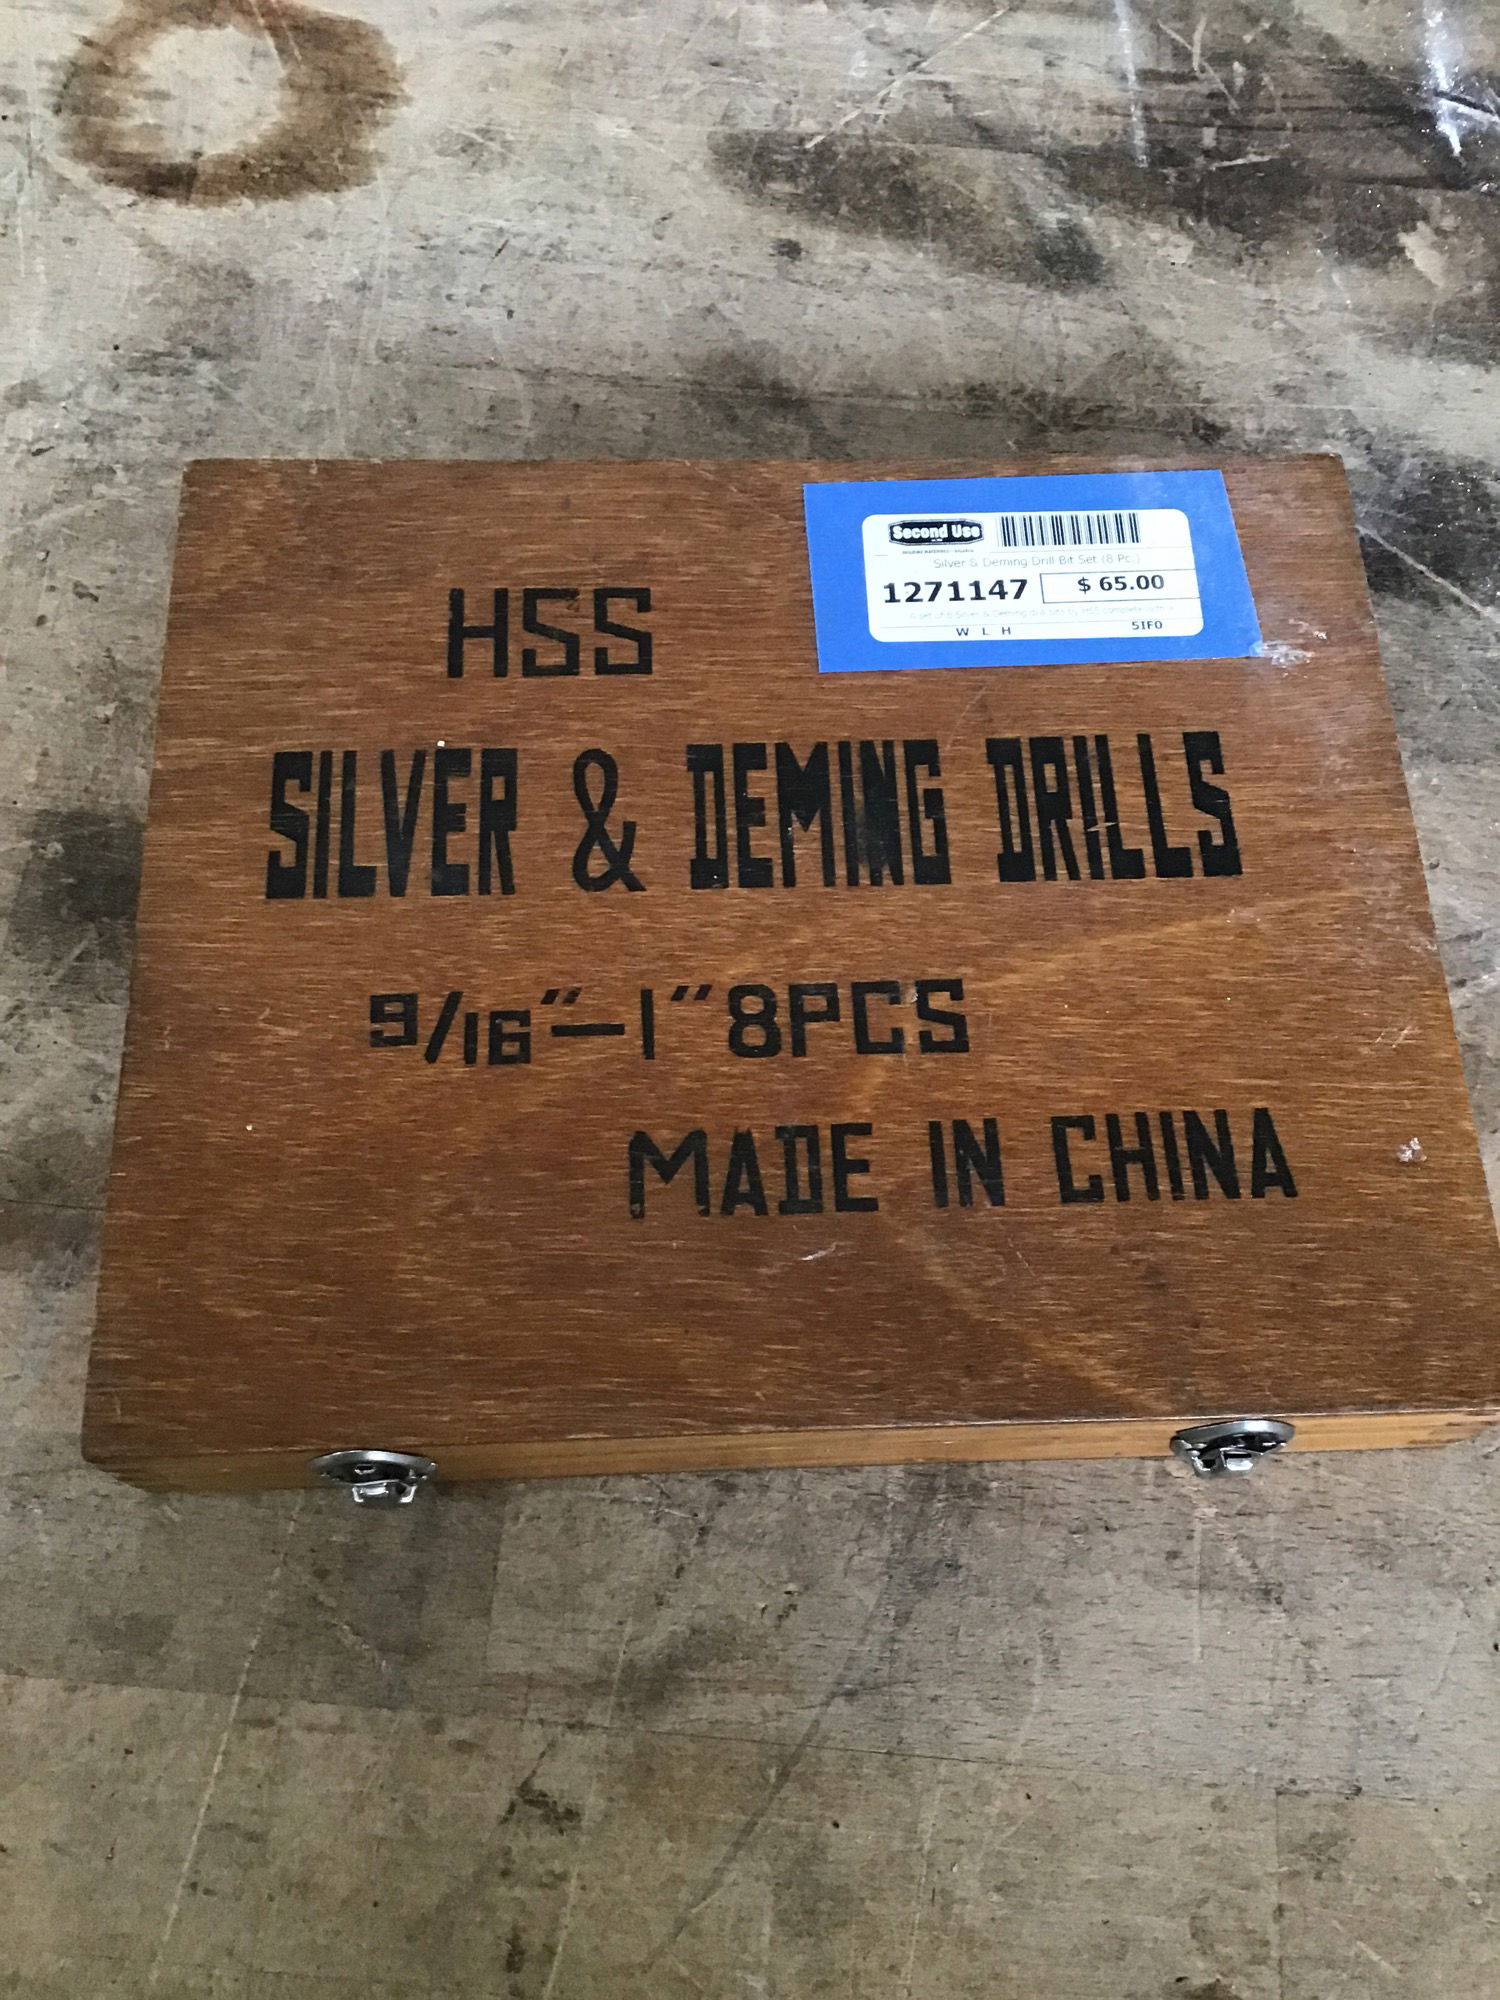 Second Use
Silver & Deming Drill Bit Set (8 Pc.)
1271147 $ 65.00
W L H 5IF0
HSS
SILVER & DEMING DRILLS
9/16"—1" 8PCS
MADE IN CHINA